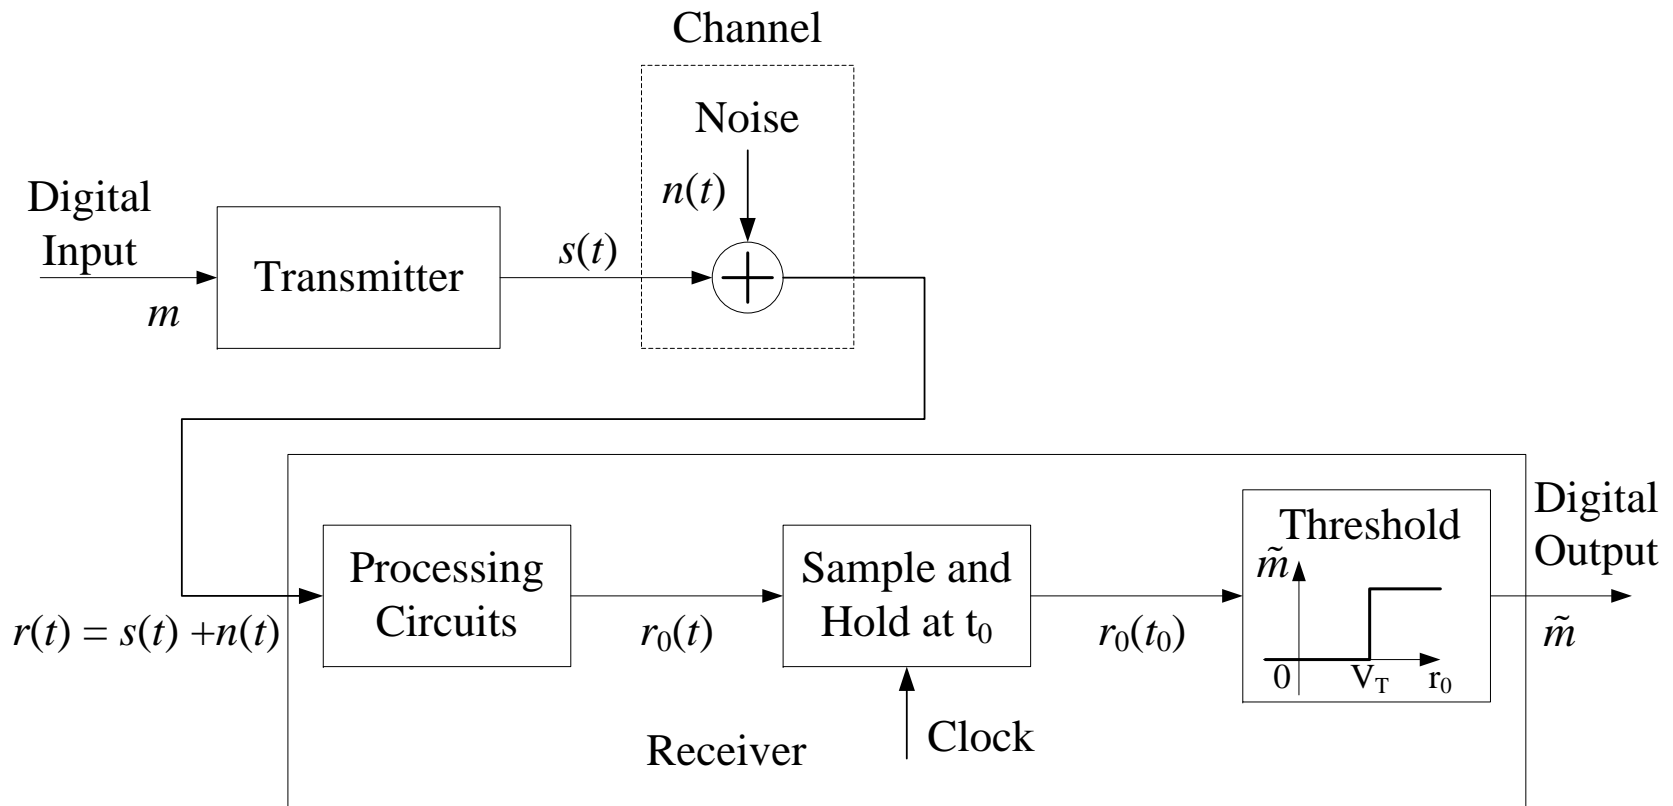 Channel
Noise
n(t)
Digital
Input
m
Transmitter
s(t)
r(t) = s(t) +n(t)
Processing
Circuits
r₀(t)
Sample and
Hold at t₀
r₀(t₀)
Clock
Receiver
Threshold
m̃
0
V_T
r₀
Digital
Output
m̃